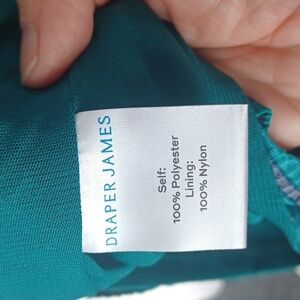 DRAPER JAMES
Self:
100% Polyester
Lining:
100% Nylon